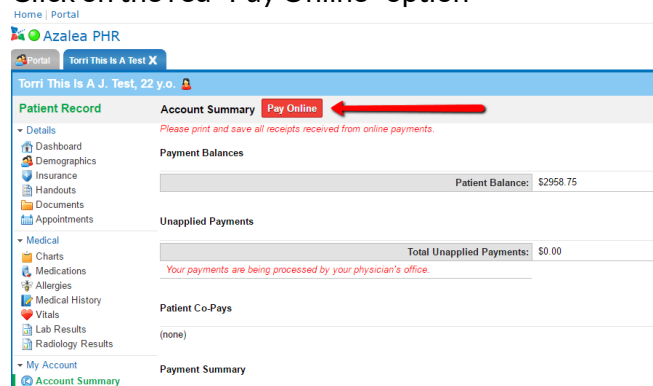 Click on the red "Pay Online" option
Home | Portal
Azalea PHR
Portal
Torri This Is A Test X
Torri This Is A J. Test, 22 y.o.
Patient Record
Account Summary Pay Online
Please print and save all receipts received from online payments.
Details
Dashboard
Demographics
Insurance
Handouts
Documents
Appointments
Payment Balances
Patient Balance: $2958.75
Unapplied Payments
Total Unapplied Payments: $0.00
Your payments are being processed by your physician's office.
Medical
Charts
Medications
Allergies
Medical History
Vitals
Lab Results
Radiology Results
Patient Co-Pays
(none)
My Account
Account Summary
Payment Summary